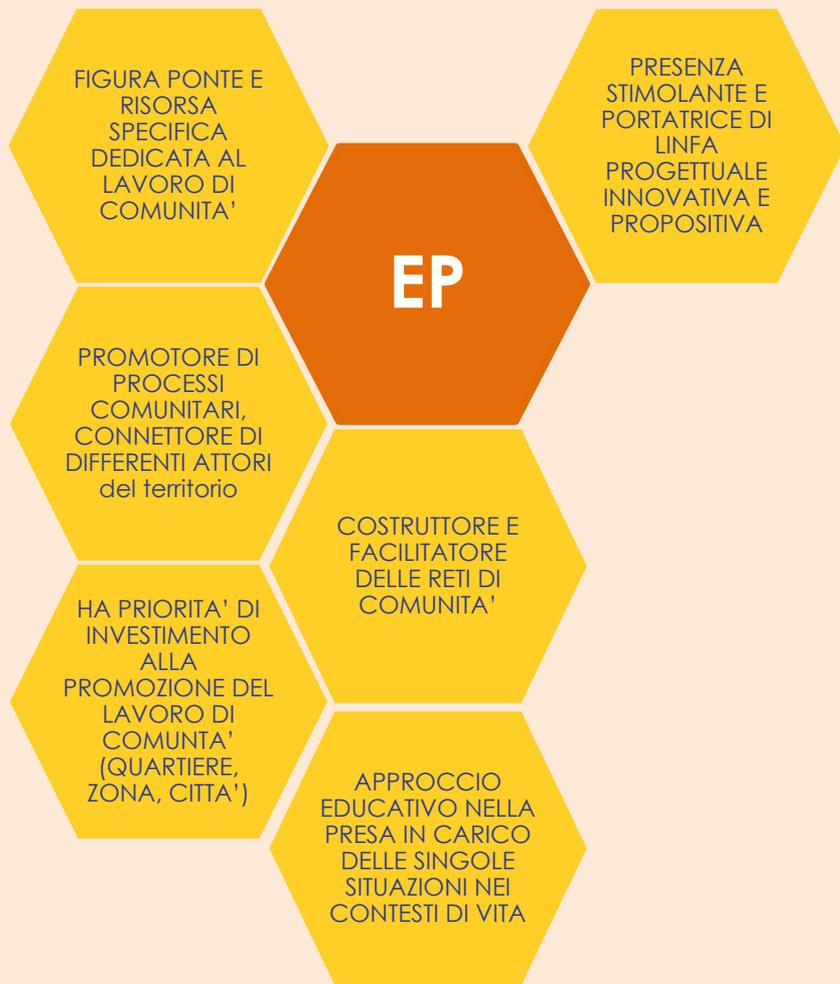 FIGURA PONTE E
RISORSA
SPECIFICA
DEDICATA AL
LAVORO DI
COMUNITA’
PRESENZA
STIMOLANTE E
PORTATRICE DI
LINFA
PROGETTUALE
INNOVATIVA E
PROPOSITIVA
EP
PROMOTORE DI
PROCESSI
COMUNITARI,
CONNETTORE DI
DIFFERENTI ATTORI
del territorio
COSTRUTTORE E
FACILITATORE
DELLE RETI DI
COMUNITA’
HA PRIORITA’ DI
INVESTIMENTO
ALLA
PROMOZIONE DEL
LAVORO DI
COMUNTA’
(QUARTIERE,
ZONA, CITTA’)
APPROCCIO
EDUCATIVO NELLA
PRESA IN CARICO
DELLE SINGOLE
SITUAZIONI NEI
CONTESTI DI VITA